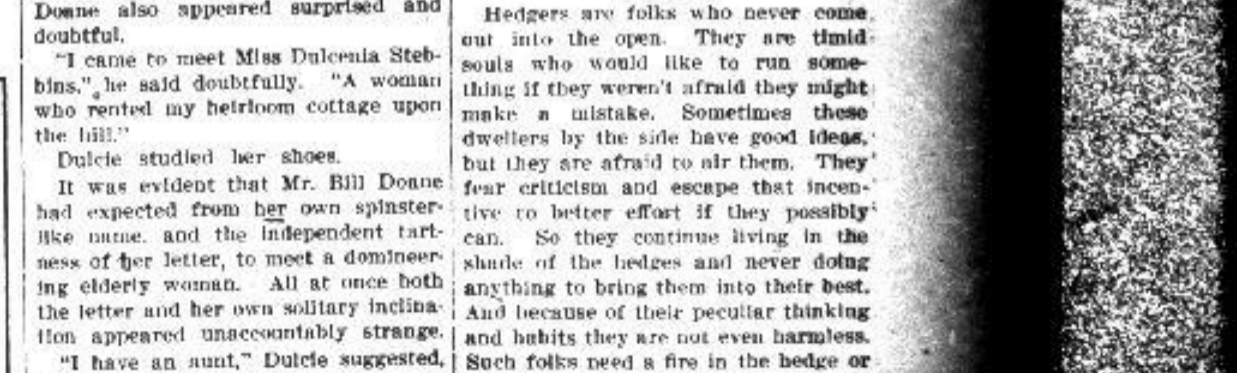 Doane also appeared surprised and
doubtful.
"I came to meet Miss Dulcenia Steb-
bins," he said doubtfully. "A woman
who rented my heirloom cottage upon
the hill."
Dulcie studied her shoes.
It was evident that Mr. Bill Doane
had expected from her own spinster-
like name, and the independent tart-
ness of her letter, to meet a domineer-
ing elderly woman. All at once both
the letter and her own solitary inclina-
tion appeared unaccountably strange.
"I have an aunt," Dulcie suggested,
Hedgers are folks who never come
out into the open. They are timid
souls who would like to run some-
thing if they weren't afraid they might
make a mistake. Sometimes these
dwellers by the side have good ideas,
but they are afraid to air them. They
fear criticism and escape that incen-
tive to better effort if they possibly
can. So they continue living in the
shade of the hedges and never doing
anything to bring them into their best.
And because of their peculiar thinking
and habits they are not even harmless.
Such folks need a fire in the hedge or